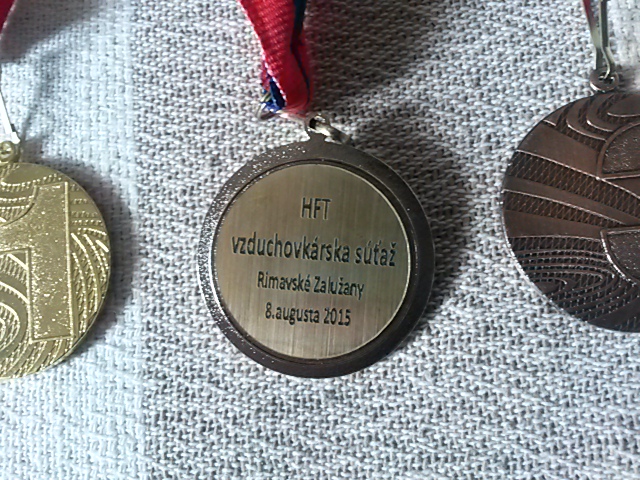 HFT
vzduchovkárska súťaž
Rimavské Zalužany
8.augusta 2015